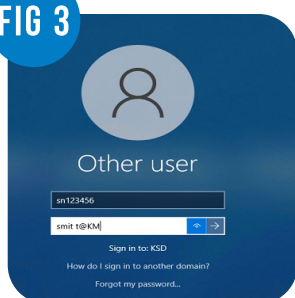 FIG 3
Other user
sn123456
smit t@KM
Sign in to: KSD
How do I sign in to another domain?
Forgot my password...